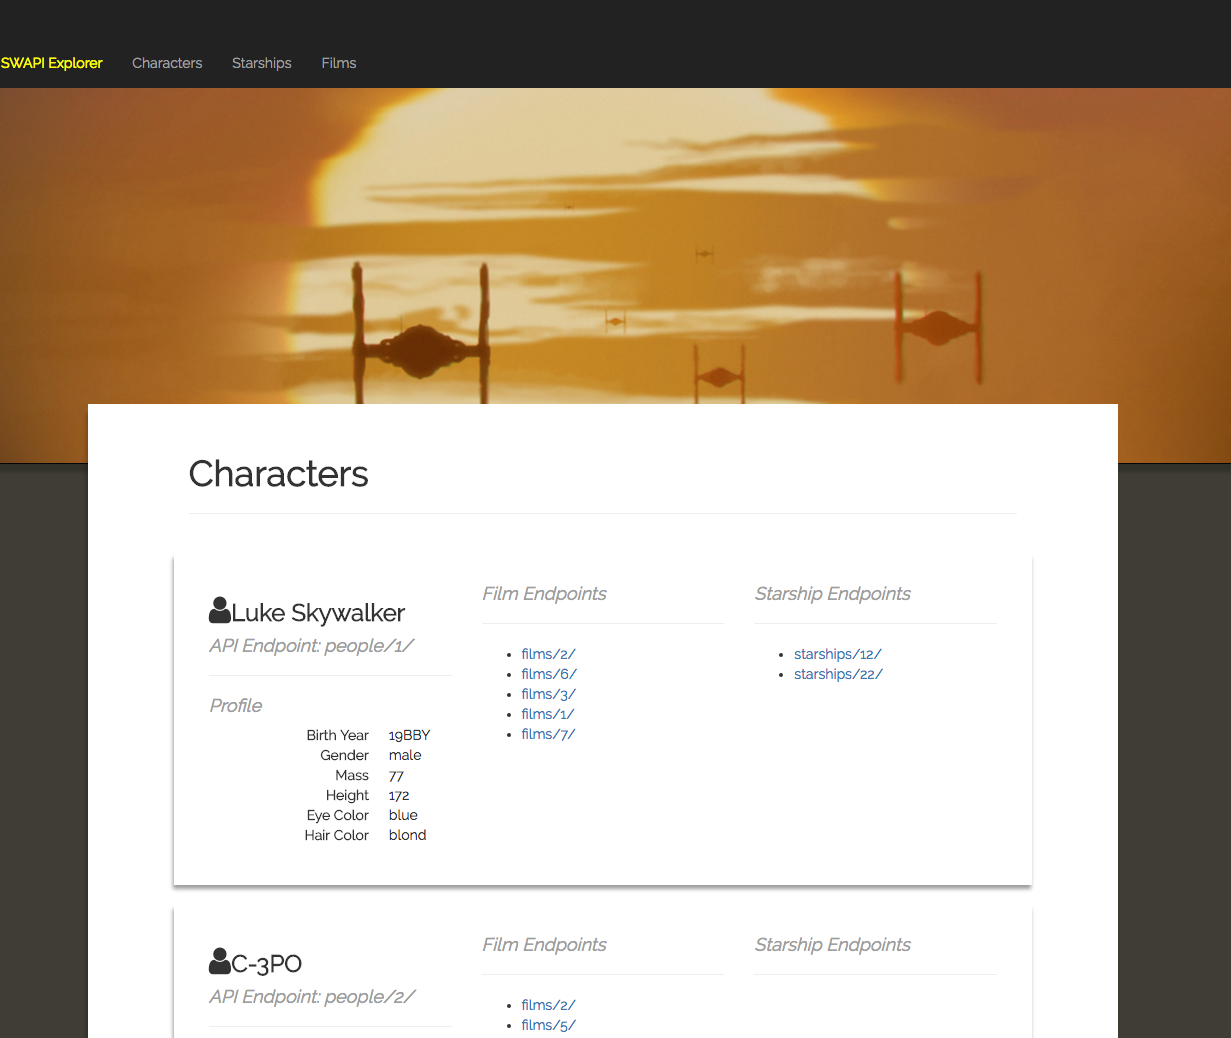 SWAPI Explorer Characters Starships Films
Characters
Luke Skywalker
API Endpoint: people/1/
Profile
Birth Year 19BBY
Gender male
Mass 77
Height 172
Eye Color blue
Hair Color blond
Film Endpoints
films/2/
films/6/
films/3/
films/1/
films/7/
Starship Endpoints
starships/12/
starships/22/
C-3PO
API Endpoint: people/2/
Film Endpoints
films/2/
films/5/
Starship Endpoints